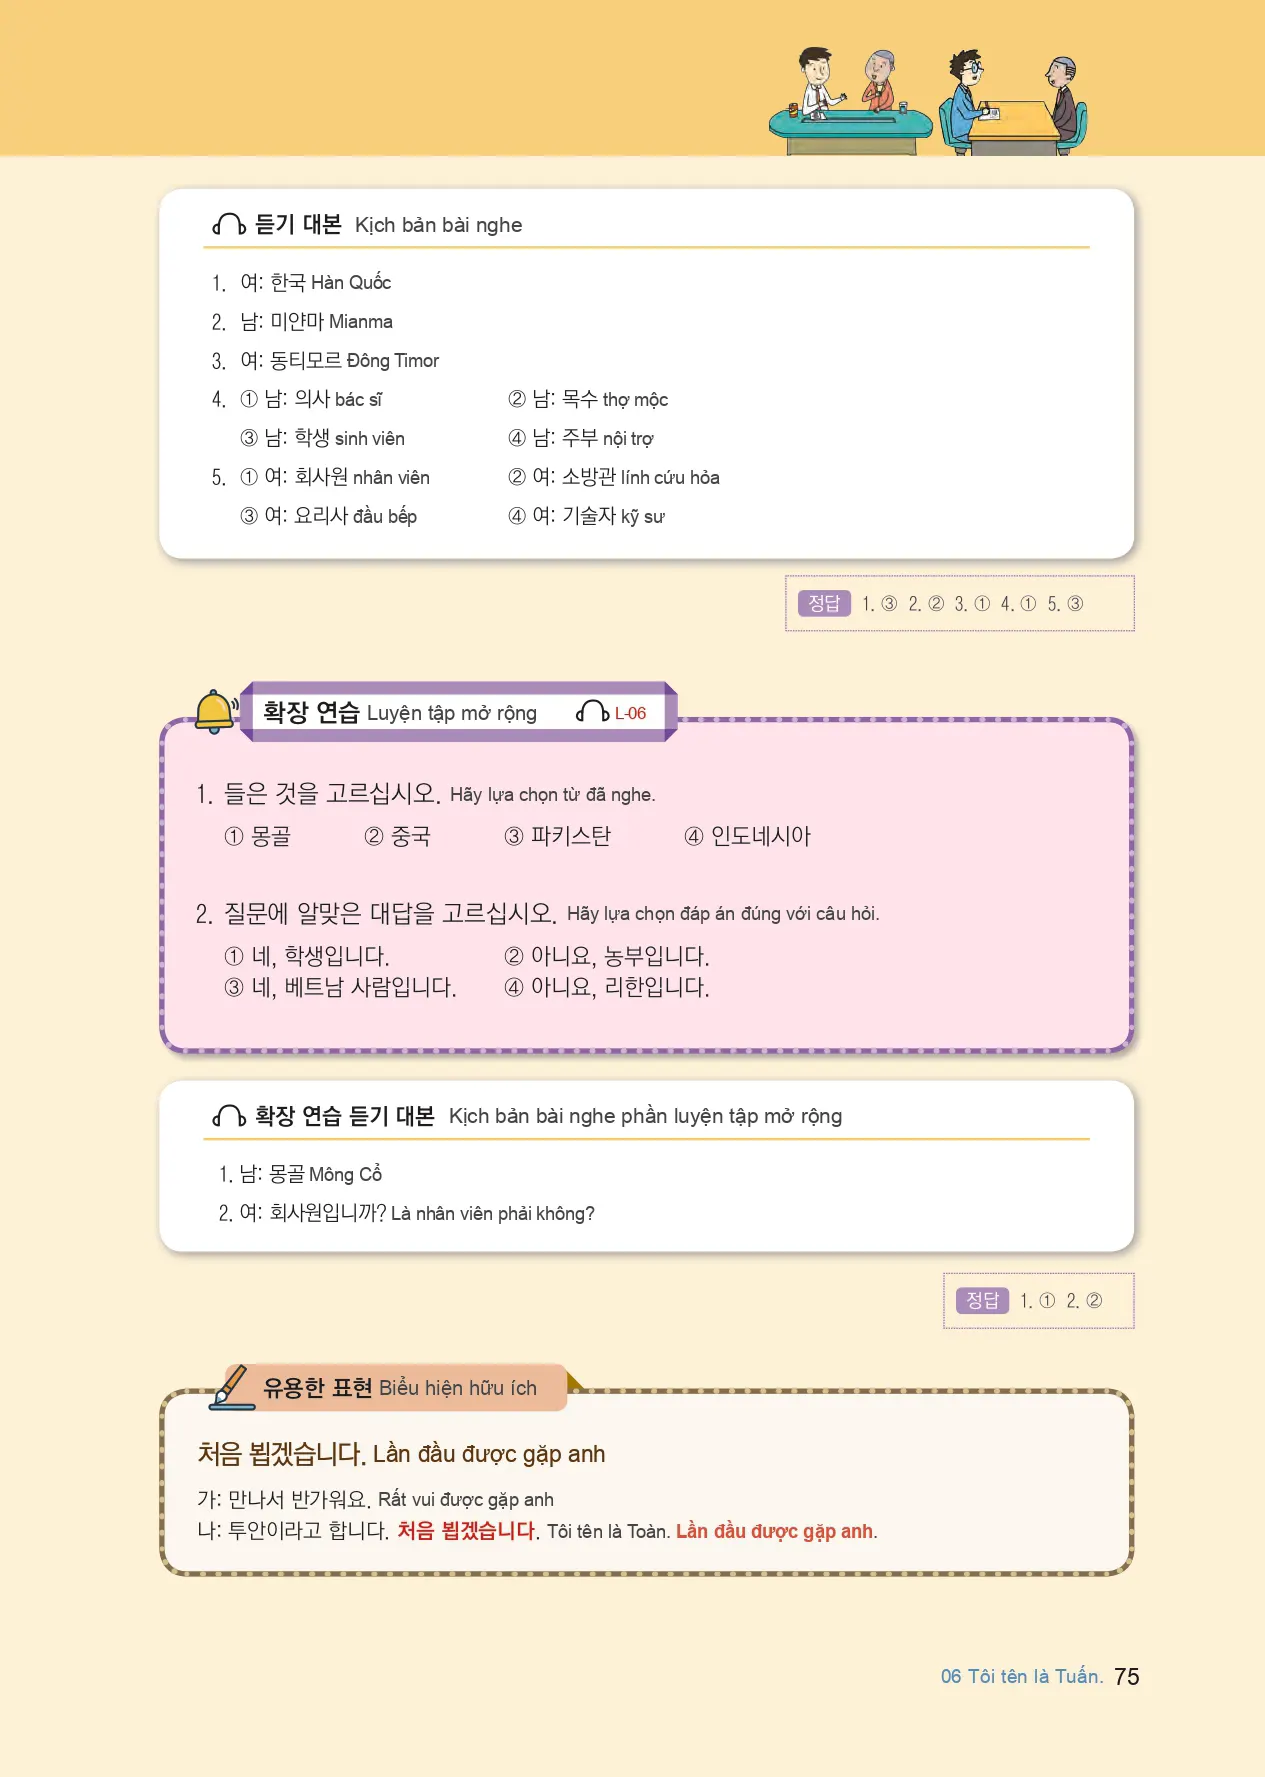 듣기 대본 Kịch bản bài nghe
1. 여: 한국 Hàn Quốc
2. 남: 미얀마 Mianma
3. 여: 동티모르 Đông Timor
4. ① 남: 의사 bác sĩ ② 남: 목수 thợ mộc
③ 남: 학생 sinh viên ④ 남: 주부 nội trợ
5. ① 여: 회사원 nhân viên ② 여: 소방관 lính cứu hỏa
③ 여: 요리사 đầu bếp ④ 여: 기술자 kỹ sư
정답 1. ③ 2. ② 3. ① 4. ① 5. ③
확장 연습 Luyện tập mở rộng L-06
1. 들은 것을 고르십시오. Hãy lựa chọn từ đã nghe.
① 몽골 ② 중국 ③ 파키스탄 ④ 인도네시아
2. 질문에 알맞은 대답을 고르십시오. Hãy lựa chọn đáp án đúng với câu hỏi.
① 네, 학생입니다. ② 아니요, 농부입니다.
③ 네, 베트남 사람입니다. ④ 아니요, 리한입니다.
확장 연습 듣기 대본 Kịch bản bài nghe phần luyện tập mở rộng
1. 남: 몽골 Mông Cổ
2. 여: 회사원입니까? Là nhân viên phải không?
정답 1. ① 2. ②
유용한 표현 Biểu hiện hữu ích
처음 뵙겠습니다. Lần đầu được gặp anh
가: 만나서 반가워요. Rất vui được gặp anh
나: 투안이라고 합니다. 처음 뵙겠습니다. Tôi tên là Toàn. Lần đầu được gặp anh.
06 Tôi tên là Tuấn. 75